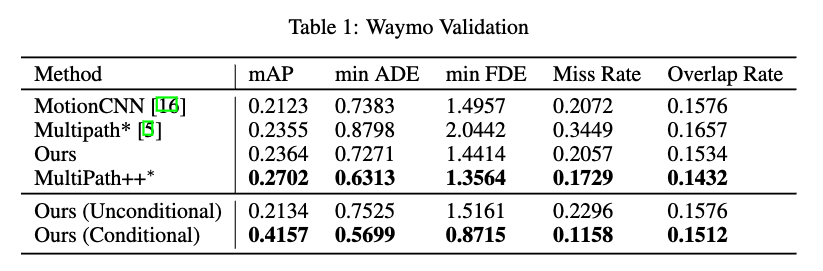 Table 1: Waymo Validation
Method mAP min ADE min FDE Miss Rate Overlap Rate
MotionCNN [16] 0.2123 0.7383 1.4957 0.2072 0.1576
Multipath* [5] 0.2355 0.8798 2.0442 0.3449 0.1657
Ours 0.2364 0.7271 1.4414 0.2057 0.1534
MultiPath++* 0.2702 0.6313 1.3564 0.1729 0.1432
Ours (Unconditional) 0.2134 0.7525 1.5161 0.2296 0.1576
Ours (Conditional) 0.4157 0.5699 0.8715 0.1158 0.1512